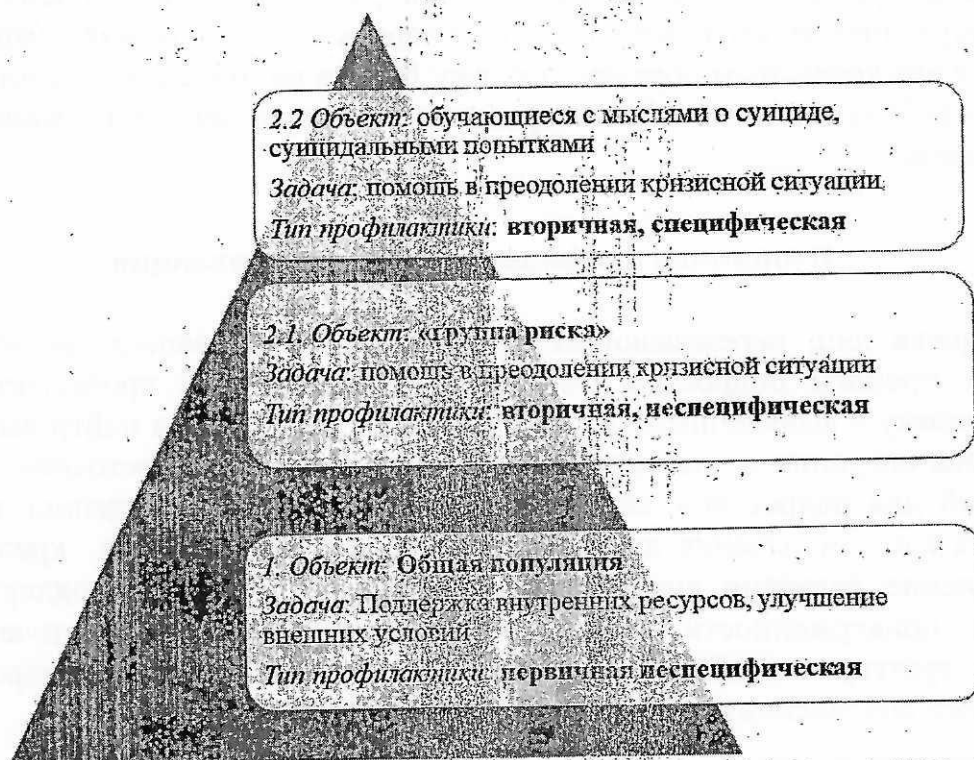 2.2 Объект: обучающиеся с мыслями о суициде,
суицидальными попытками
Задача: помощь в преодолении кризисной ситуации
Тип профилактики: вторичная, специфическая
2.1. Объект: «группа риска»
Задача: помощь в преодолении кризисной ситуации
Тип профилактики: вторичная, неспецифическая
1. Объект: Общая популяция
Задача: Поддержка внутренних ресурсов, улучшение
внешних условий
Тип профилактики: первичная неспецифическая